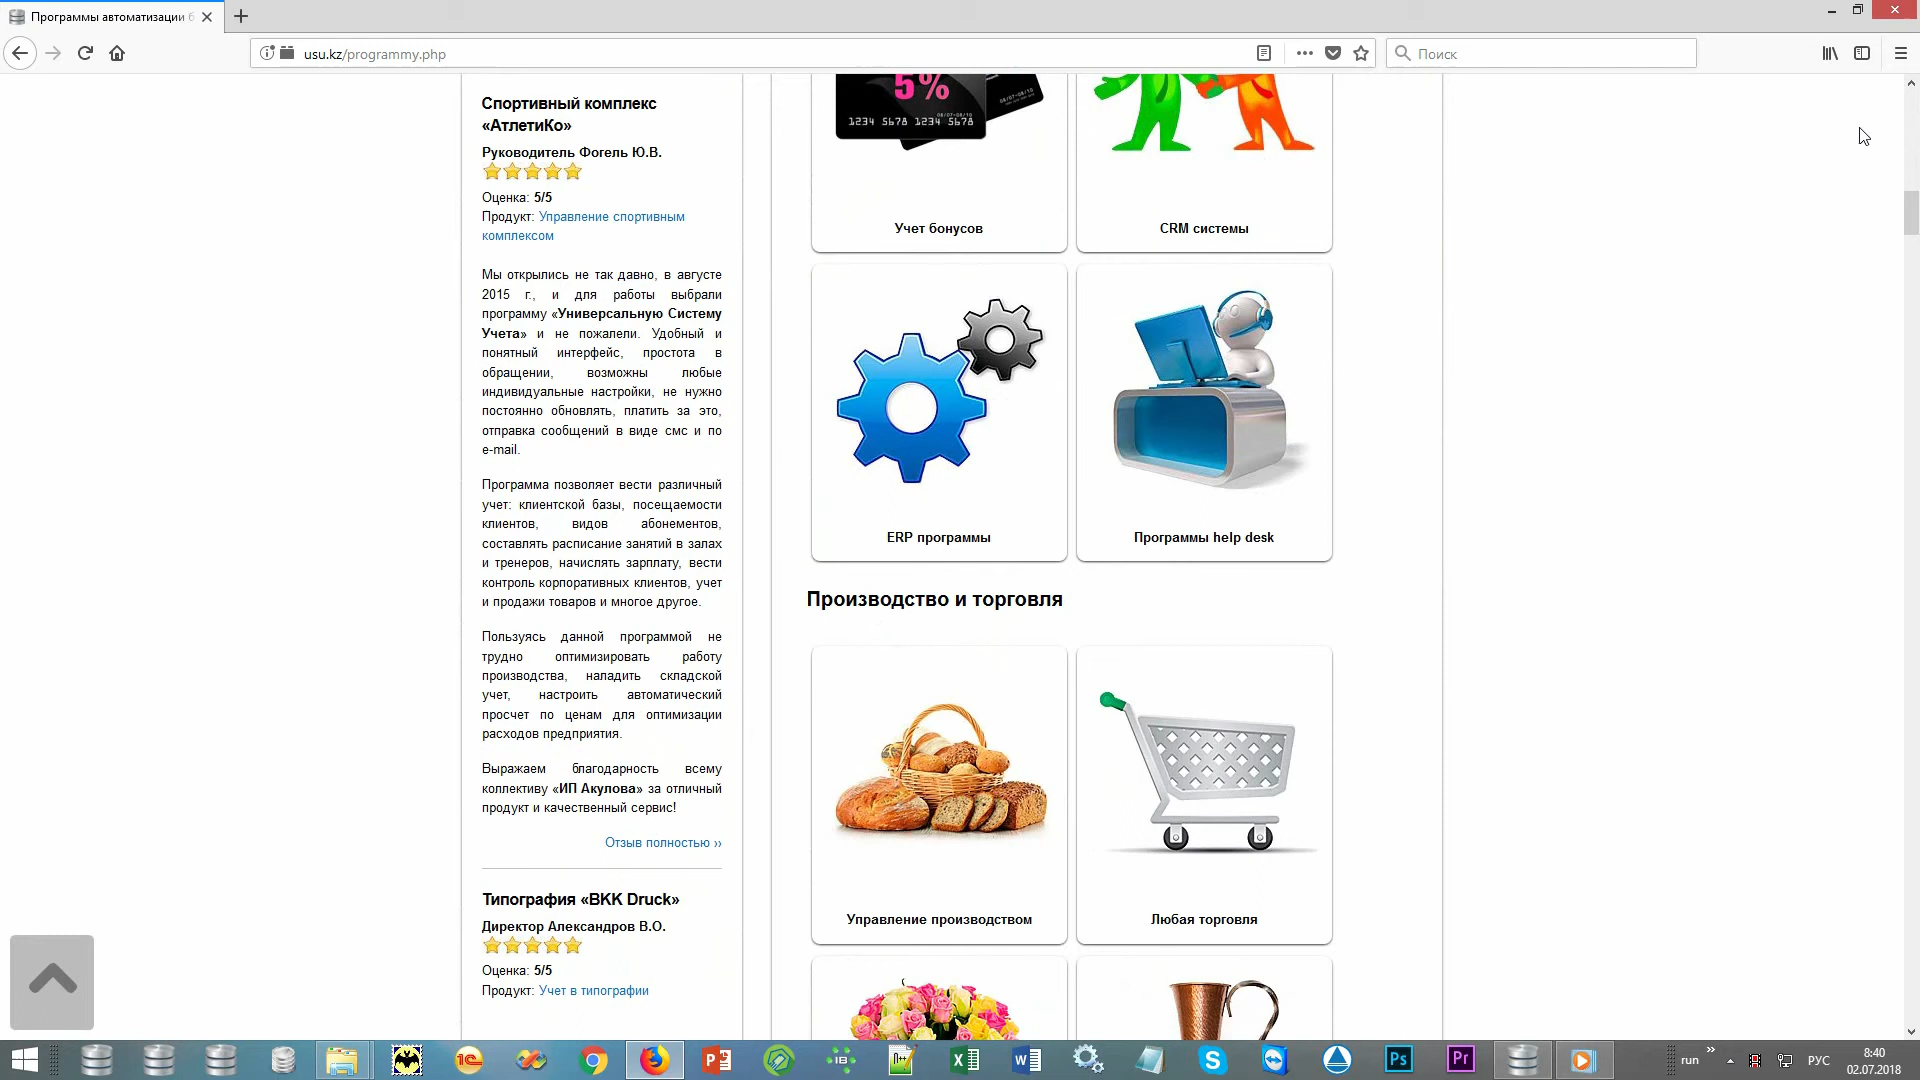 Программы автоматизации б
usu.kz/programmy.php
Поиск
Спортивный комплекс
«АтлетиКо»
Руководитель Фогель Ю.В.
Оценка: 5/5
Продукт: Управление спортивным
комплексом
Мы открылись не так давно, в августе
2015 г., и для работы выбрали
программу «Универсальную Систему
Учета» и не пожалели. Удобный и
понятный интерфейс, простота в
обращении, возможны любые
индивидуальные настройки, не нужно
постоянно обновлять, платить за это,
отправка сообщений в виде смс и по
e-mail.
Программа позволяет вести различный
учет: клиентской базы, посещаемости
клиентов, видов абонементов,
составлять расписание занятий в залах
и тренеров, начислять зарплату, вести
контроль корпоративных клиентов, учет
и продажи товаров и многое другое.
Пользуясь данной программой не
трудно оптимизировать работу
производства, наладить складской
учет, настроить автоматический
просчет по ценам для оптимизации
расходов предприятия.
Выражаем благодарность всему
коллективу «ИП Акулова» за отличный
продукт и качественный сервис!
Отзыв полностью ››
Типография «BKK Druck»
Директор Александров В.О.
Оценка: 5/5
Продукт: Учет в типографии
5%
1234 5678 1234 5678
Учет бонусов
CRM системы
ERP программы
Программы help desk
Производство и торговля
Управление производством
Любая торговля
run
РУС
8:40
02.07.2018